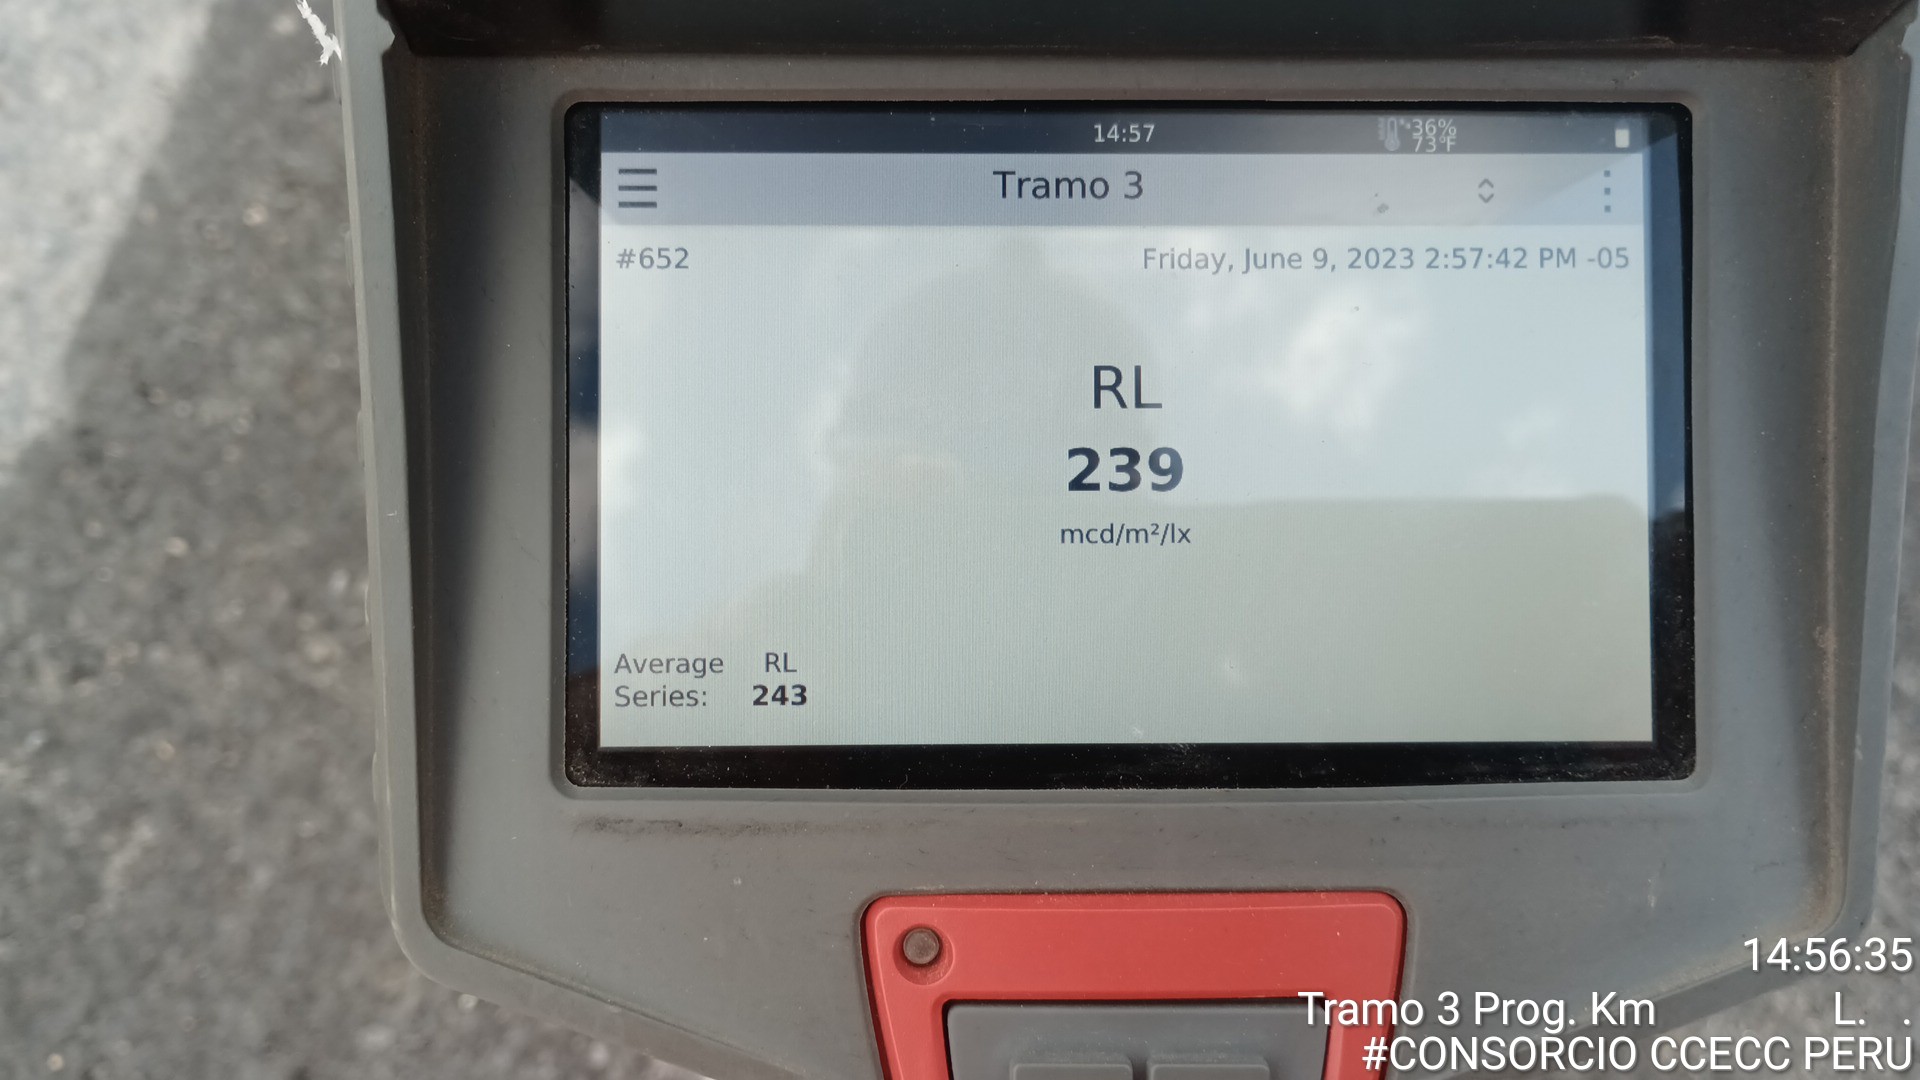 14:57
36%
73°F
Tramo 3
#652
Friday, June 9, 2023 2:57:42 PM -05
RL
239
mcd/m²/lx
Average RL
Series: 243
14:56:35
Tramo 3 Prog. Km L. .
#CONSORCIO CCECC PERU